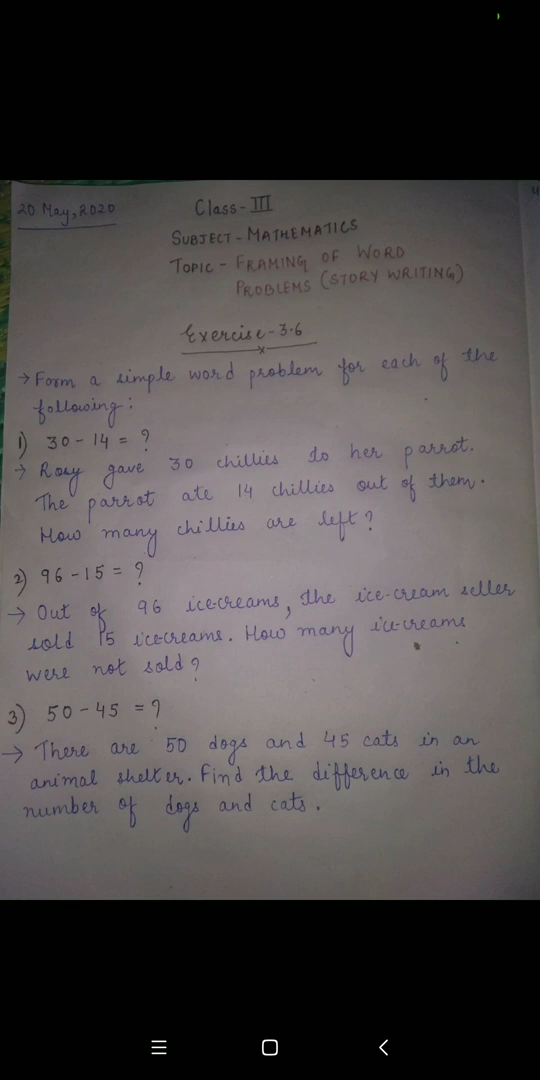 20 May, 2020
Class - III
SUBJECT - MATHEMATICS
TOPIC - FRAMING OF WORD
PROBLEMS (STORY WRITING)
Exercise - 3.6
→ Form a simple word problem for each of the
following:
1) 30 - 14 = ?
→ Rosy gave 30 chillies to her parrot.
The parrot ate 14 chillies out of them.
How many chillies are left?
2) 96 - 15 = ?
→ Out of 96 ice-creams, the ice-cream seller
sold 15 ice-creams. How many ice-creams
were not sold?
3) 50 - 45 = ?
→ There are 50 dogs and 45 cats in an
animal shelter. Find the difference in the
number of dogs and cats.